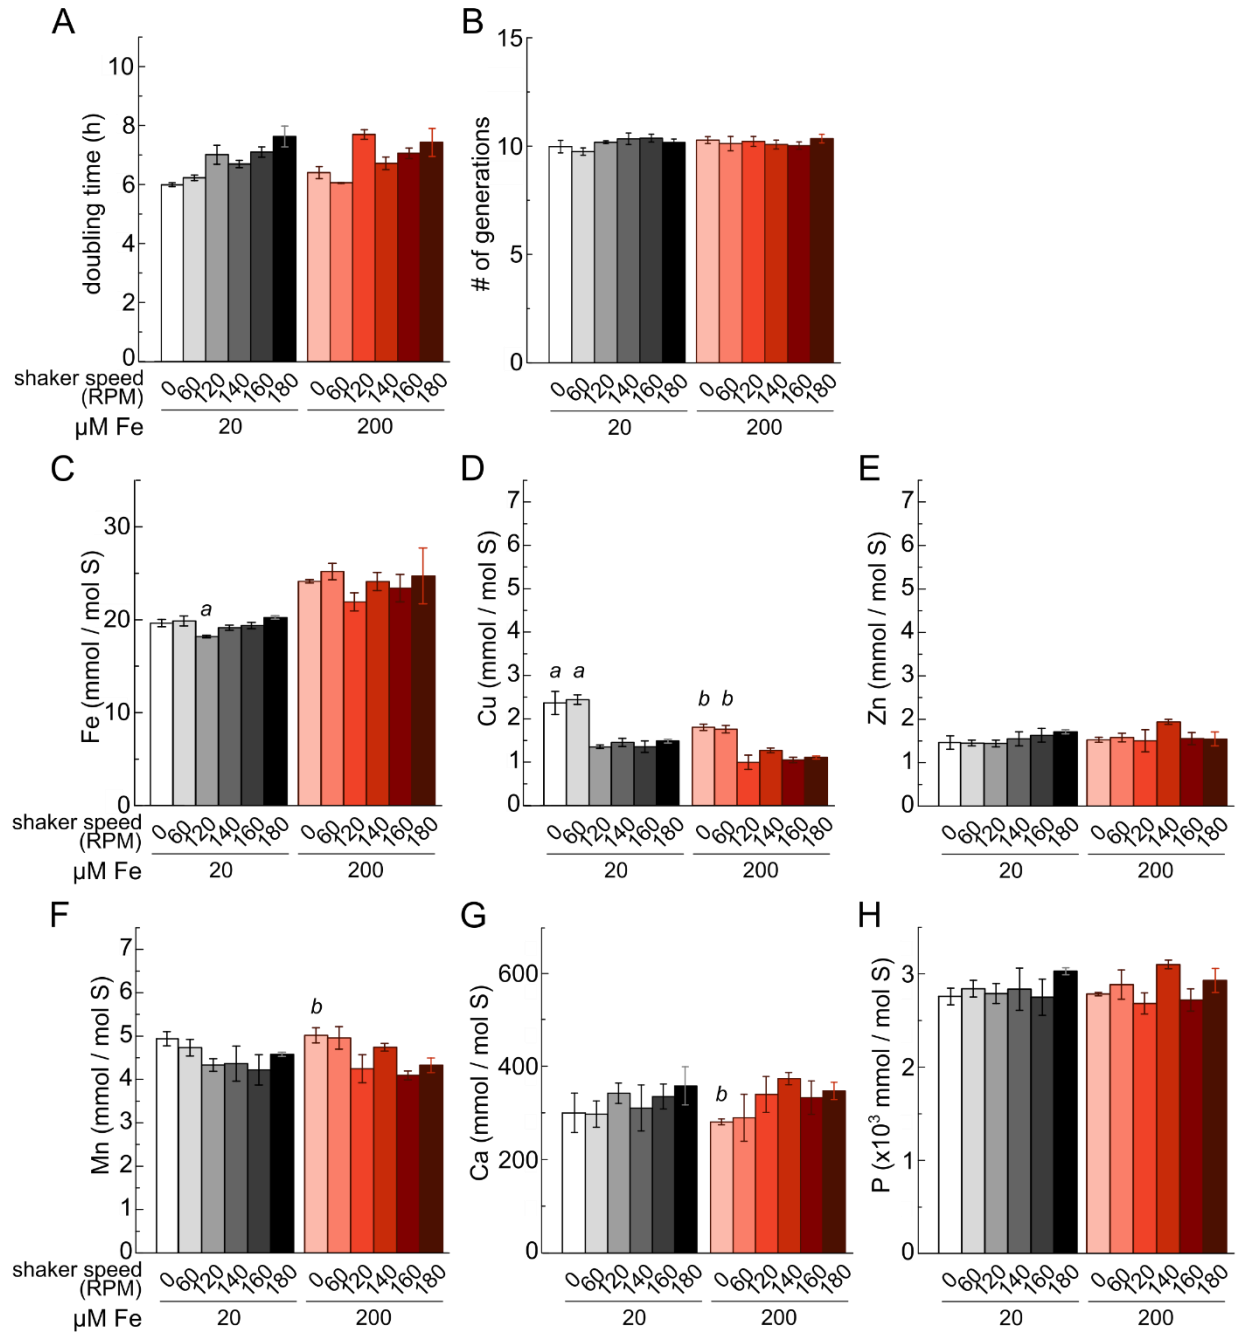 A
doubling time (h)
10
8
6
4
2
0
shaker speed
(RPM)
0 60 120 140 160 180
0 60 120 140 160 180
µM Fe
20
200
B
# of generations
15
10
5
0
0 60 120 140 160 180
0 60 120 140 160 180
20
200
C
Fe (mmol / mol S)
30
20
10
0
a
shaker speed
(RPM)
0 60 120 140 160 180
0 60 120 140 160 180
µM Fe
20
200
D
Cu (mmol / mol S)
7
6
5
4
3
2
1
0
a a
b b
0 60 120 140 160 180
0 60 120 140 160 180
20
200
E
Zn (mmol / mol S)
7
6
5
4
3
2
1
0
0 60 120 140 160 180
0 60 120 140 160 180
20
200
F
Mn (mmol / mol S)
7
6
5
4
3
2
1
0
b
shaker speed
(RPM)
0 60 120 140 160 180
0 60 120 140 160 180
µM Fe
20
200
G
Ca (mmol / mol S)
600
400
200
0
b
0 60 120 140 160 180
0 60 120 140 160 180
20
200
H
P (x10³ mmol / mol S)
3
2
1
0
0 60 120 140 160 180
0 60 120 140 160 180
20
200